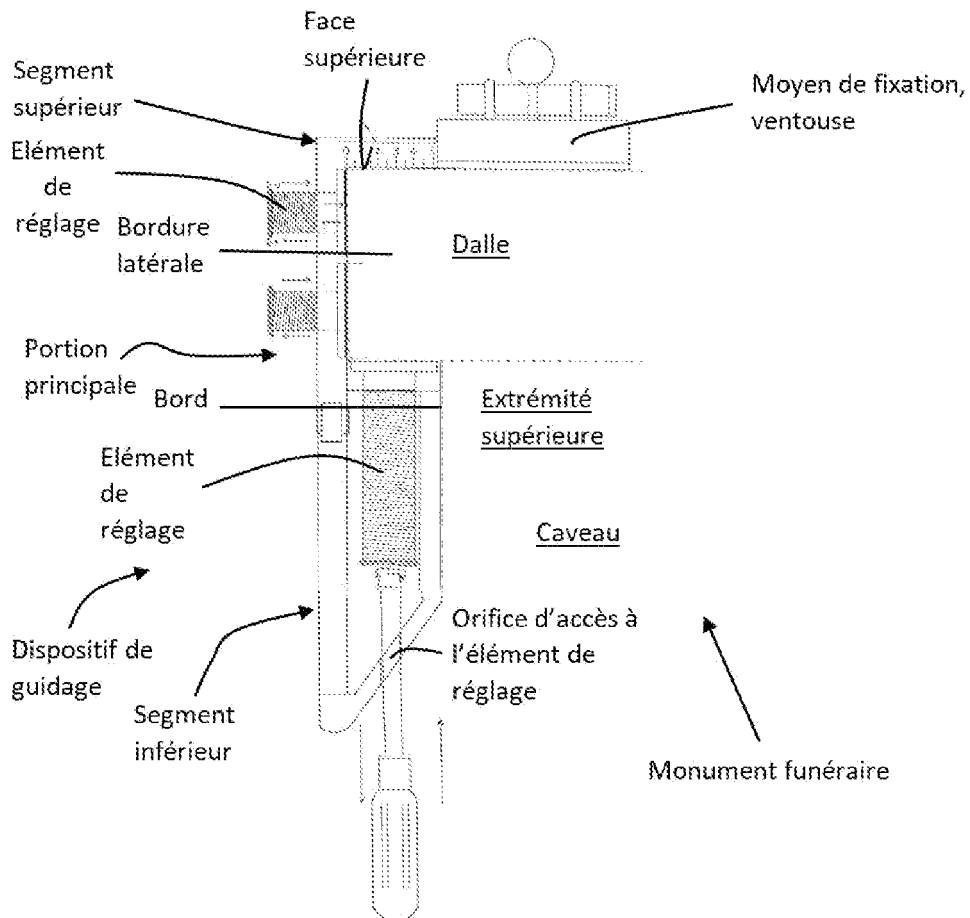 Face
supérieure
Segment
supérieur
Moyen de fixation,
ventouse
Elément
de
réglage
Bordure
latérale
Dalle
Portion
principale
Bord
Extrémité
supérieure
Elément
de
réglage
Caveau
Dispositif de
guidage
Orifice d'accès à
l'élément de
réglage
Segment
inférieur
Monument funéraire